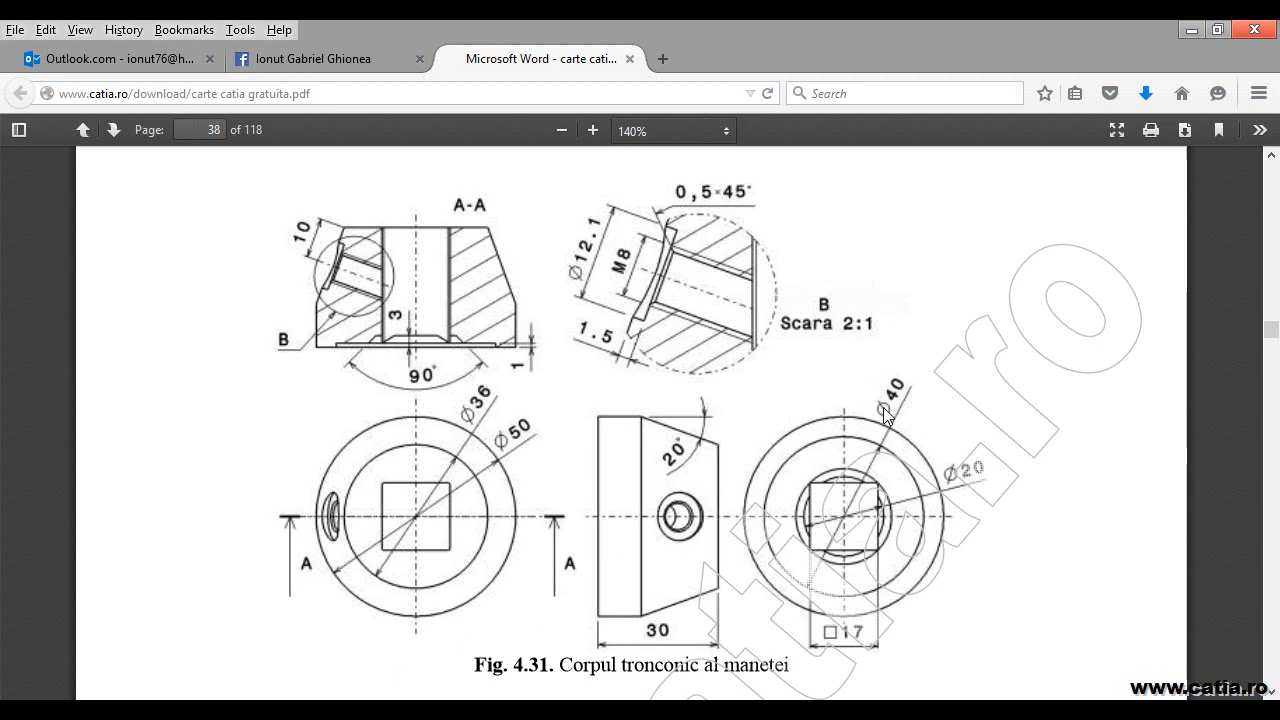 File Edit View History Bookmarks Tools Help
Outlook.com - ionut76@h...
Ionut Gabriel Ghionea
Microsoft Word - carte cati...
www.catia.ro/download/carte catia gratuita.pdf
Search
Page: 38 of 118
140%
A-A
0,5×45°
10
Ø12.1
M8
3
B
1.5
B
Scara 2:1
90°
1
Ø36
Ø50
20°
Ø40
Ø20
A
A
30
□17
Fig. 4.31. Corpul tronconic al manetei
www.catia.ro